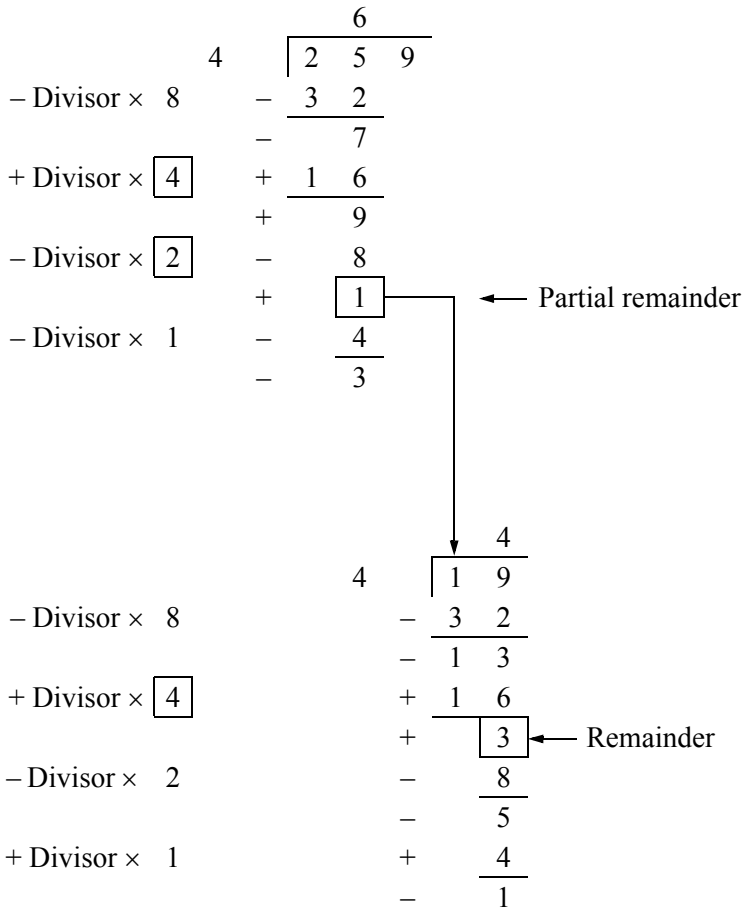 6
4 2 5 9
– Divisor × 8 – 3 2
– 7
+ Divisor × 4 + 1 6
+ 9
– Divisor × 2 – 8
+ 1 Partial remainder
– Divisor × 1 – 4
– 3
4
4 1 9
– Divisor × 8 – 3 2
– 1 3
+ Divisor × 4 + 1 6
+ 3 Remainder
– Divisor × 2 – 8
– 5
+ Divisor × 1 + 4
– 1